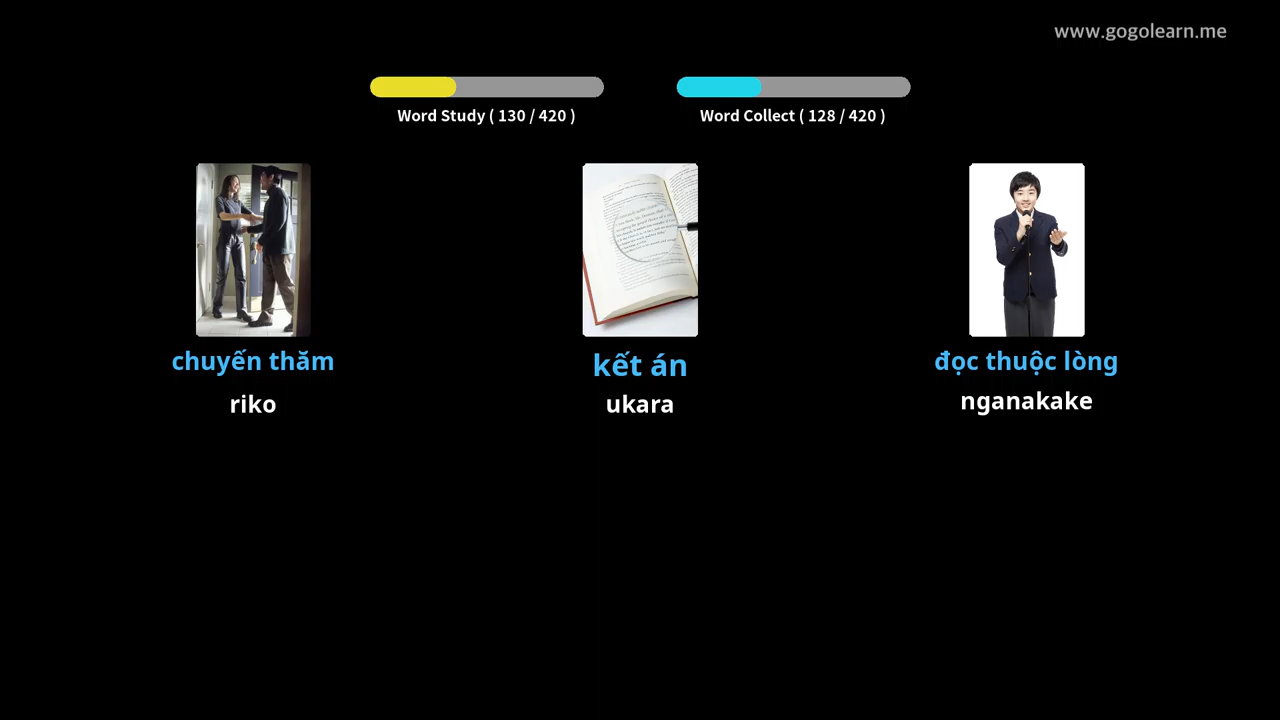 www.gogolearn.me
Word Study ( 130 / 420 )
Word Collect ( 128 / 420 )
chuyến thăm
kết án
đọc thuộc lòng
riko
ukara
nganakake